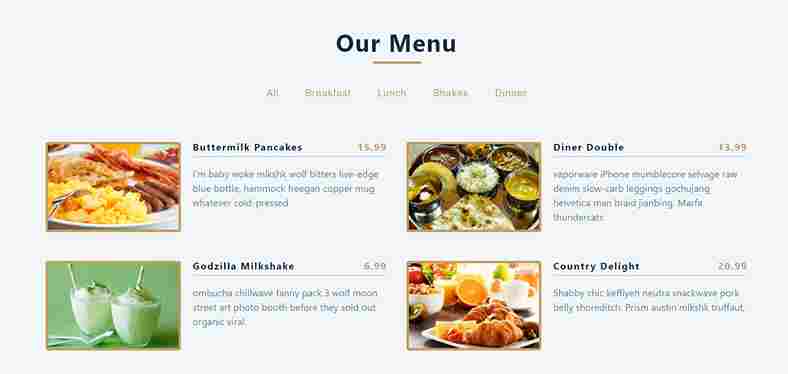 Our Menu
All Breakfast Lunch Shakes Dinner
Buttermilk Pancakes 15.99
I'm baby woke mlkshk wolf bitters live-edge
blue bottle, hammock freegan copper mug
whatever cold-pressed
Diner Double 13.99
vaporware iPhone mumblecore selvage raw
denim slow-carb leggings gochujang
helvetica man braid jianbing. Marfa
thundercats
Godzilla Milkshake 6.99
ombucha chillwave fanny pack 3 wolf moon
street art photo booth before they sold out
organic viral.
Country Delight 20.99
Shabby chic keffiyeh neutra snackwave pork
belly shoreditch. Prism austin mlkshk truffaut,